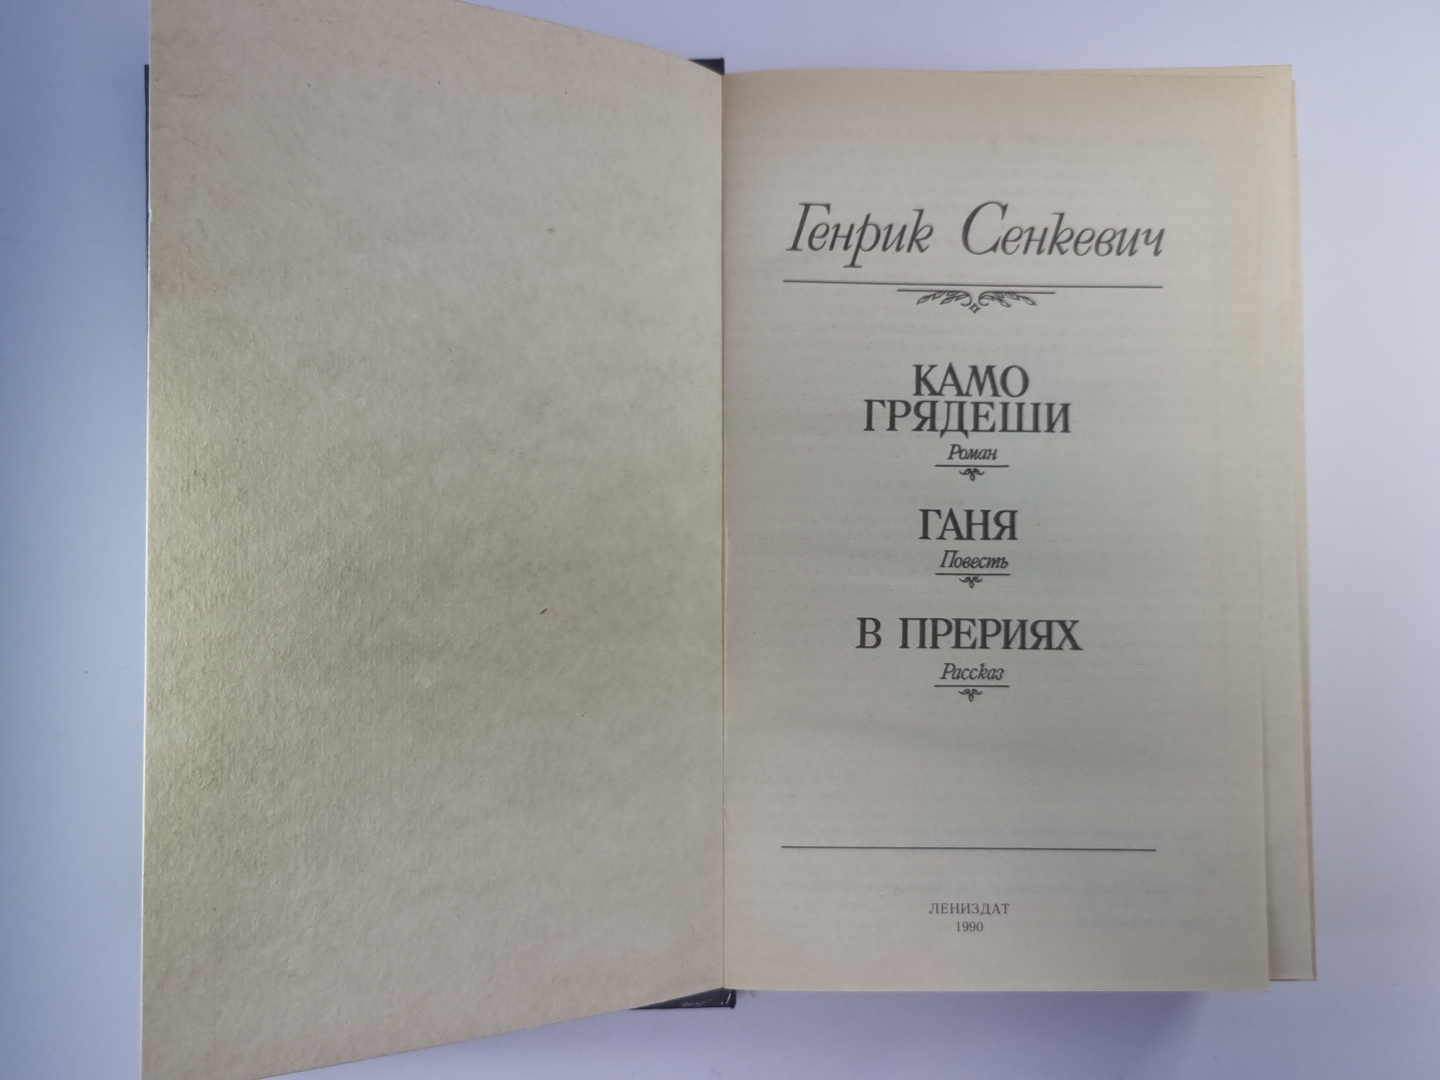 Генрик Сенкевич
КАМО
ГРЯДЕШИ
Роман
ГАНЯ
Повесть
В ПРЕРИЯХ
Рассказ
ЛЕНИЗДАТ
1990